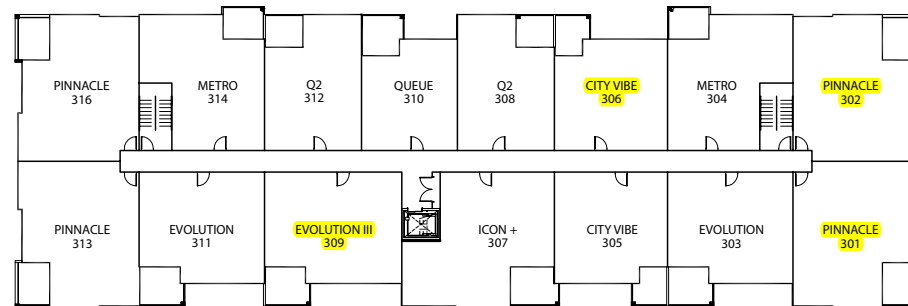 PINNACLE
316
METRO
314
Q2
312
QUEUE
310
Q2
308
CITY VIBE
306
METRO
304
PINNACLE
302
PINNACLE
313
EVOLUTION
311
EVOLUTION III
309
ICON +
307
CITY VIBE
305
EVOLUTION
303
PINNACLE
301